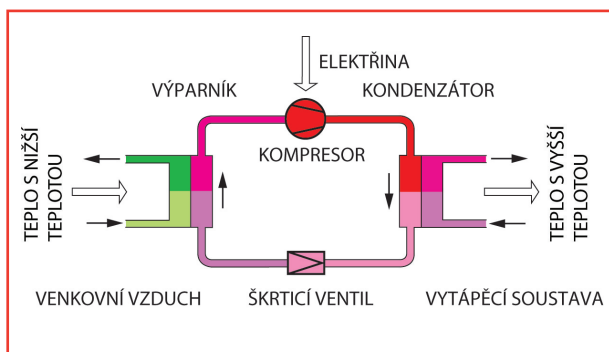 ELEKTŘINA
VÝPARNÍK
KONDENZÁTOR
KOMPRESOR
TEPLO S NIŽŠÍ
TEPLOTOU
TEPLO S VYŠŠÍ
TEPLOTOU
VENKOVNÍ VZDUCH
ŠKRTICÍ VENTIL
VYTÁPĚCÍ SOUSTAVA